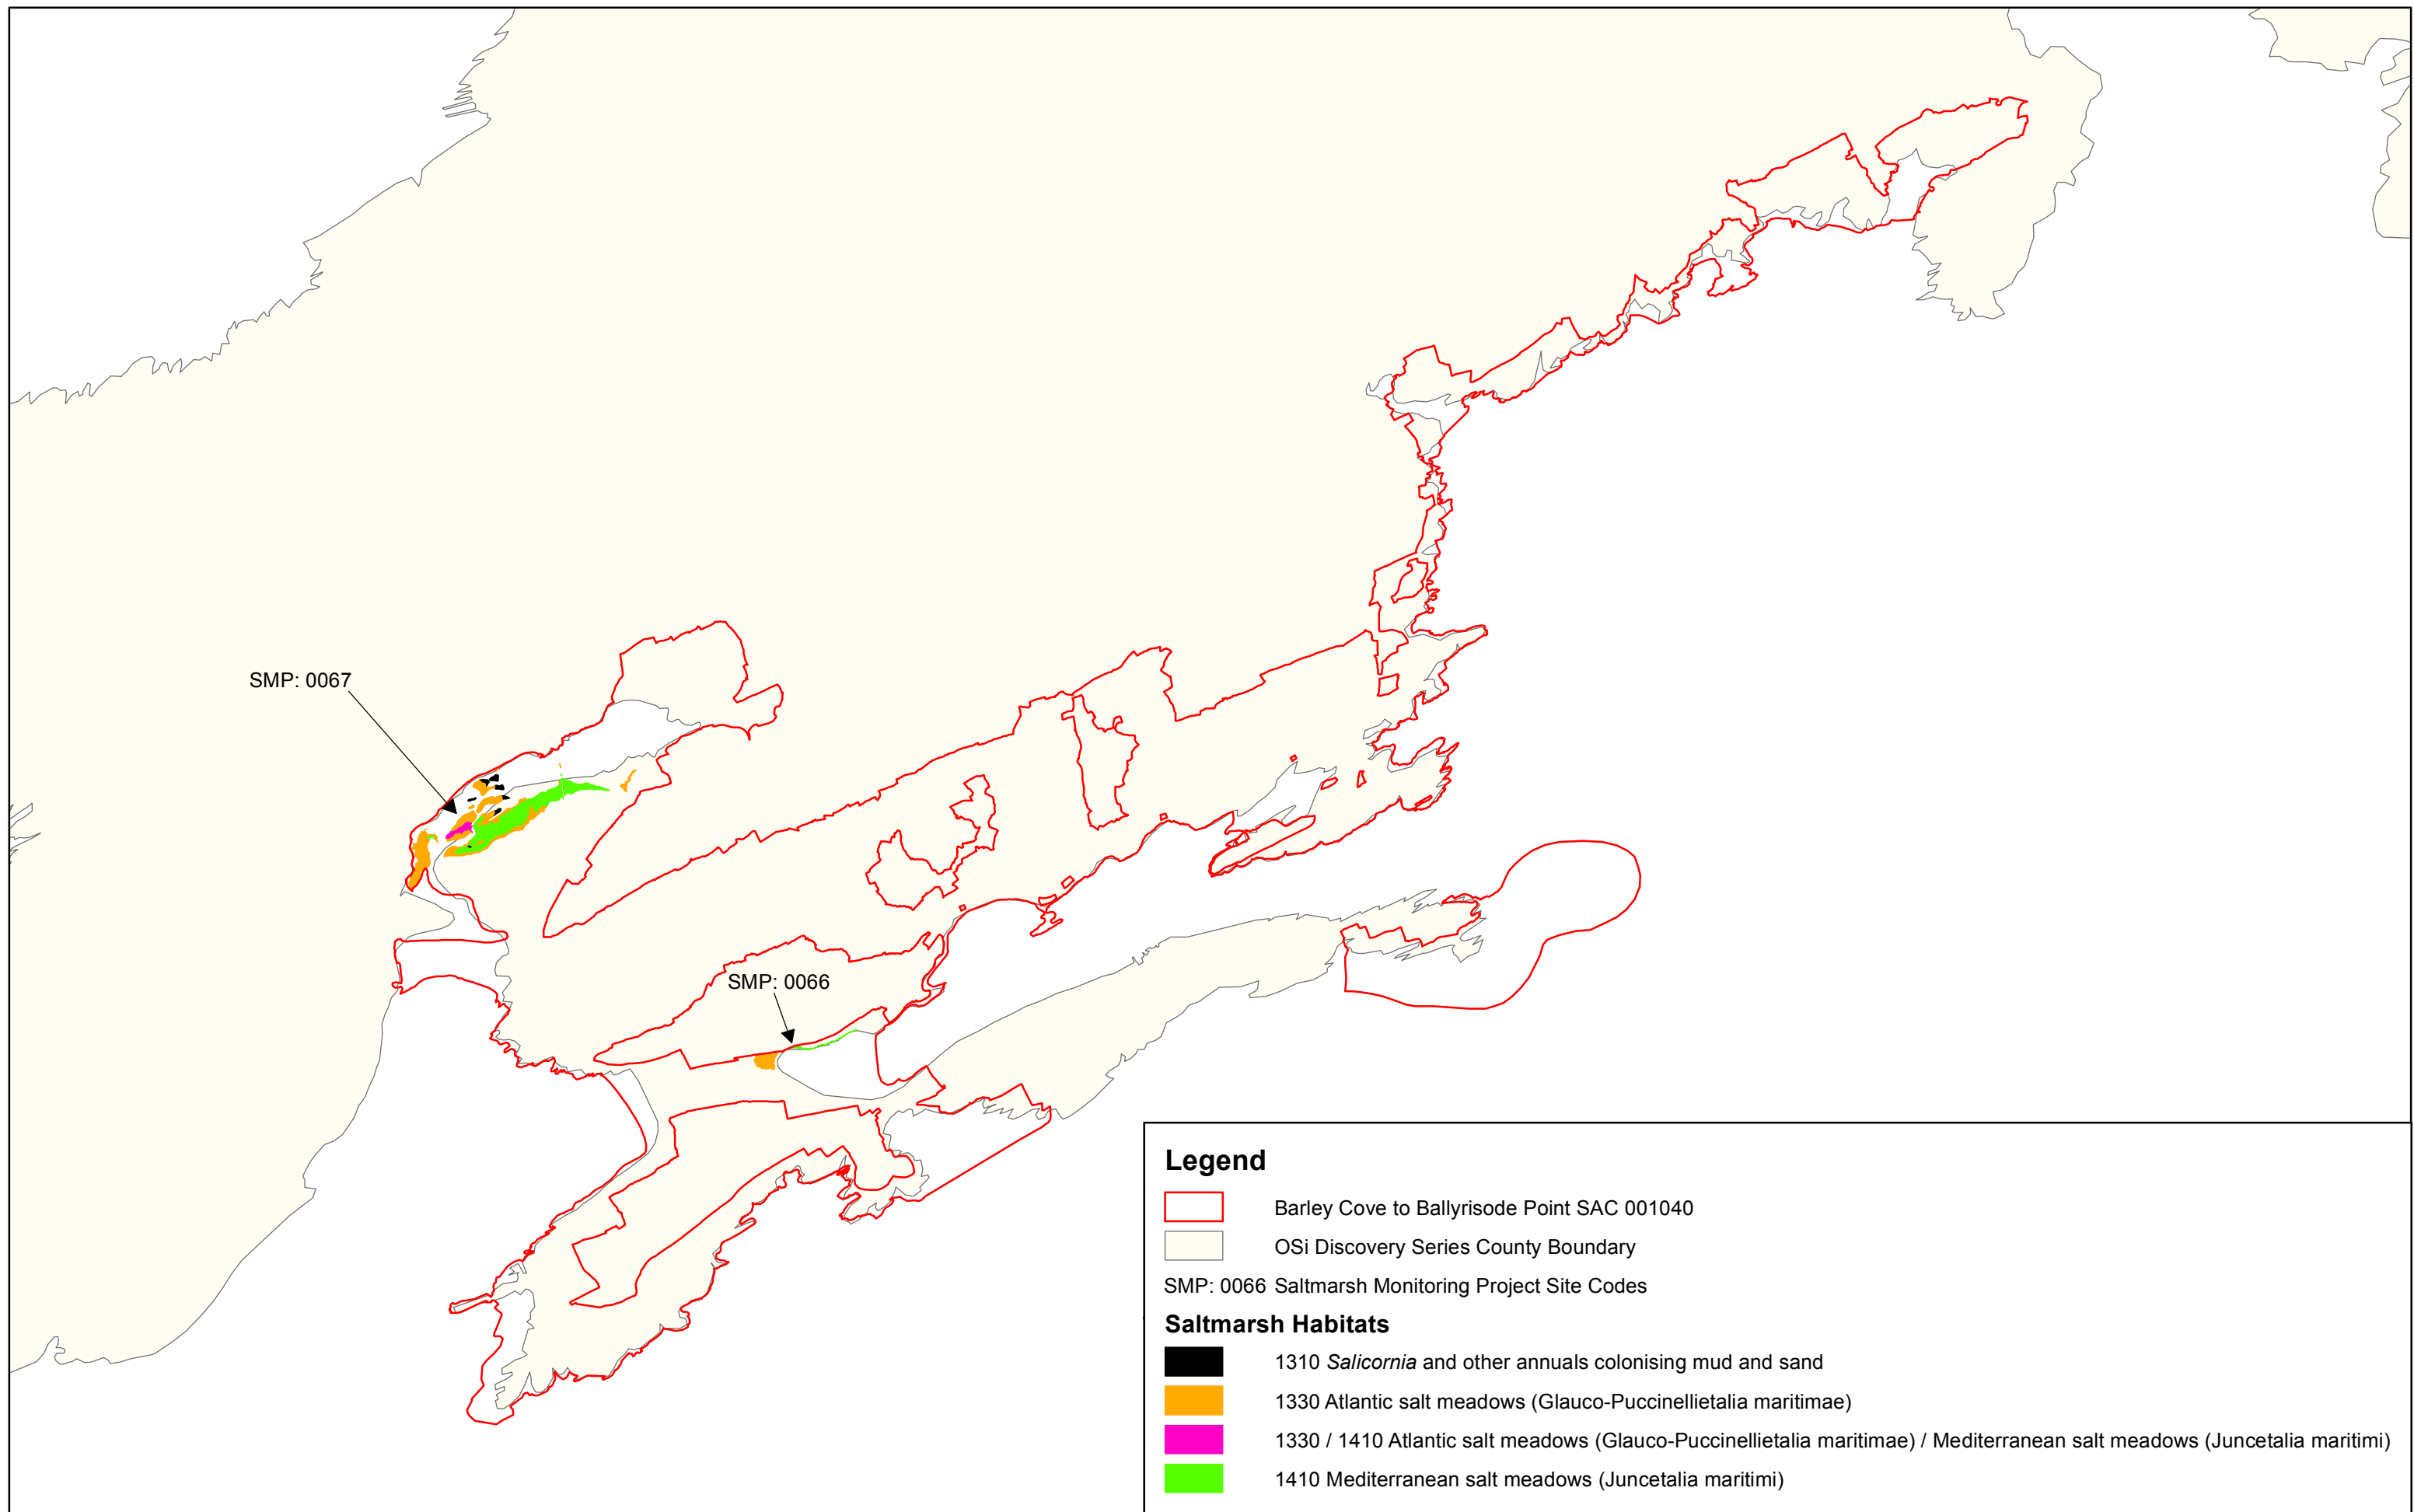 SMP: 0067
SMP: 0066
Legend
Barley Cove to Ballyrisode Point SAC 001040
OSi Discovery Series County Boundary
SMP: 0066 Saltmarsh Monitoring Project Site Codes
Saltmarsh Habitats
1310 Salicornia and other annuals colonising mud and sand
1330 Atlantic salt meadows (Glauco-Puccinellietalia maritimae)
1330 / 1410 Atlantic salt meadows (Glauco-Puccinellietalia maritimae) / Mediterranean salt meadows (Juncetalia maritimi)
1410 Mediterranean salt meadows (Juncetalia maritimi)